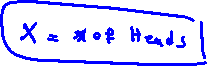 X = # of Heads